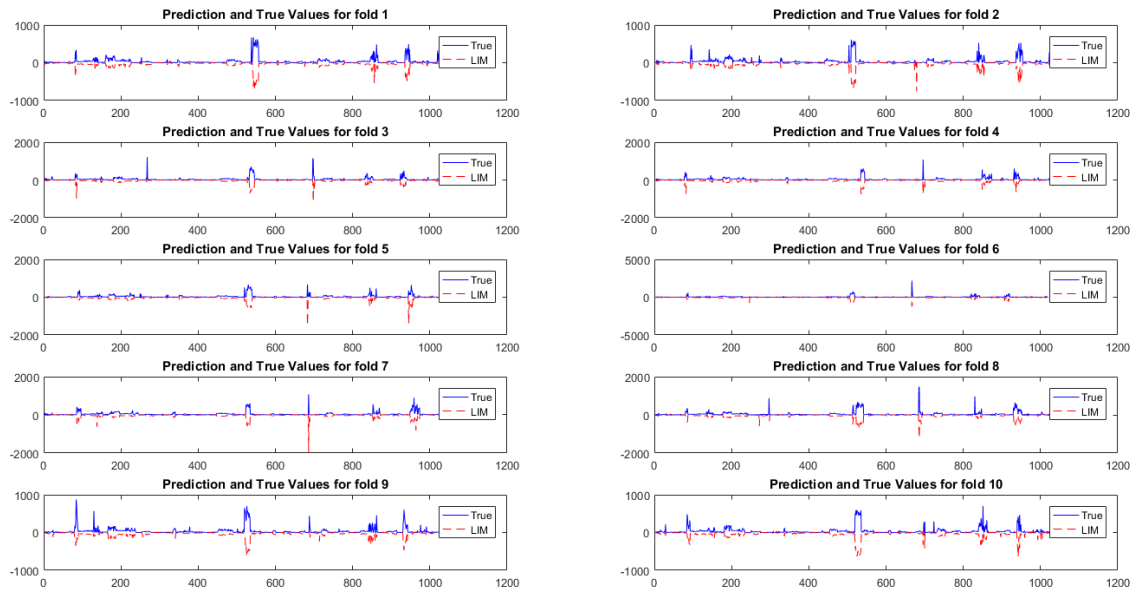 Prediction and True Values for fold 1
1000
0
-1000
0 200 400 600 800 1000 1200
True
LIM
Prediction and True Values for fold 2
1000
0
-1000
0 200 400 600 800 1000 1200
True
LIM
Prediction and True Values for fold 3
2000
0
-2000
0 200 400 600 800 1000 1200
True
LIM
Prediction and True Values for fold 4
2000
0
-2000
0 200 400 600 800 1000 1200
True
LIM
Prediction and True Values for fold 5
2000
0
-2000
0 200 400 600 800 1000 1200
True
LIM
Prediction and True Values for fold 6
5000
0
-5000
0 200 400 600 800 1000 1200
True
LIM
Prediction and True Values for fold 7
2000
0
-2000
0 200 400 600 800 1000 1200
True
LIM
Prediction and True Values for fold 8
2000
0
-2000
0 200 400 600 800 1000 1200
True
LIM
Prediction and True Values for fold 9
1000
0
-1000
0 200 400 600 800 1000 1200
True
LIM
Prediction and True Values for fold 10
1000
0
-1000
0 200 400 600 800 1000 1200
True
LIM